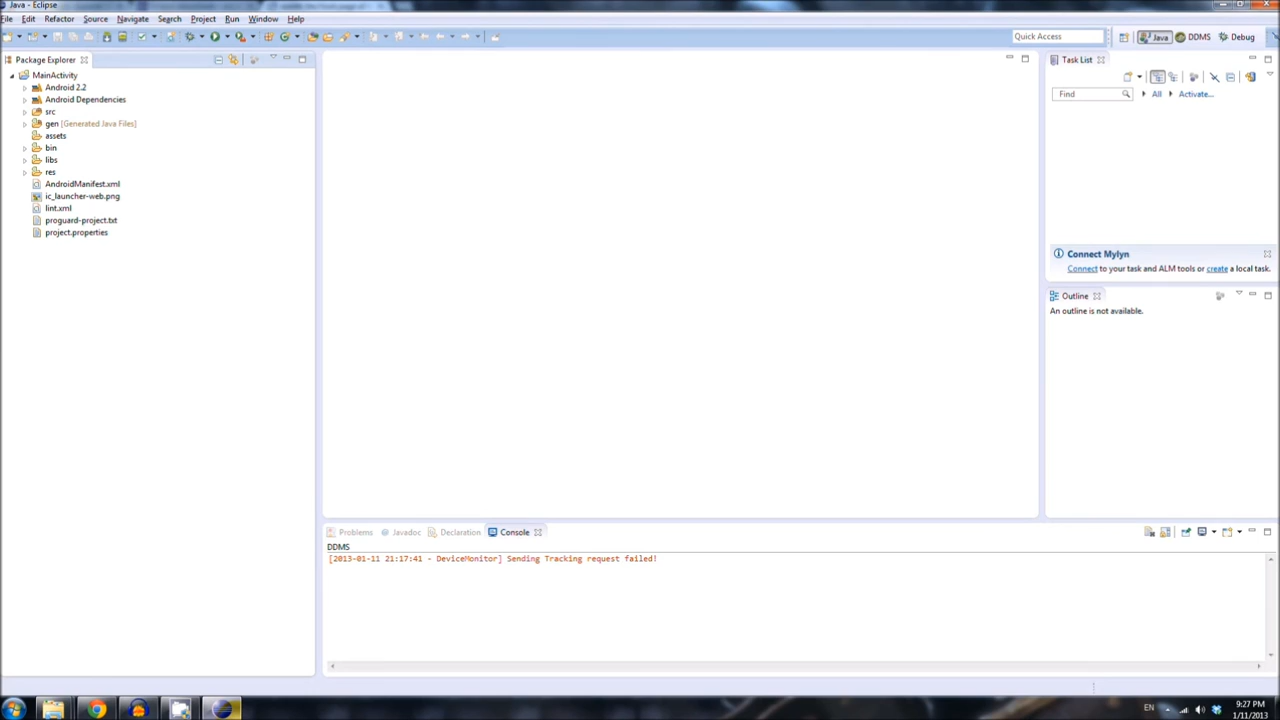 Java - Eclipse
File Edit Refactor Source Navigate Search Project Run Window Help
Quick Access
Java
DDMS
Debug
Package Explorer
MainActivity
Android 2.2
Android Dependencies
src
gen [Generated Java Files]
assets
bin
libs
res
AndroidManifest.xml
ic_launcher-web.png
lint.xml
proguard-project.txt
project.properties
Task List
Find
All
Activate...
Connect Mylyn
Connect to your task and ALM tools or create a local task.
Outline
An outline is not available.
Problems Javadoc Declaration Console
DDMS
[2013-01-11 21:17:41 - DeviceMonitor] Sending Tracking request failed!
EN
9:27 PM
1/11/2013